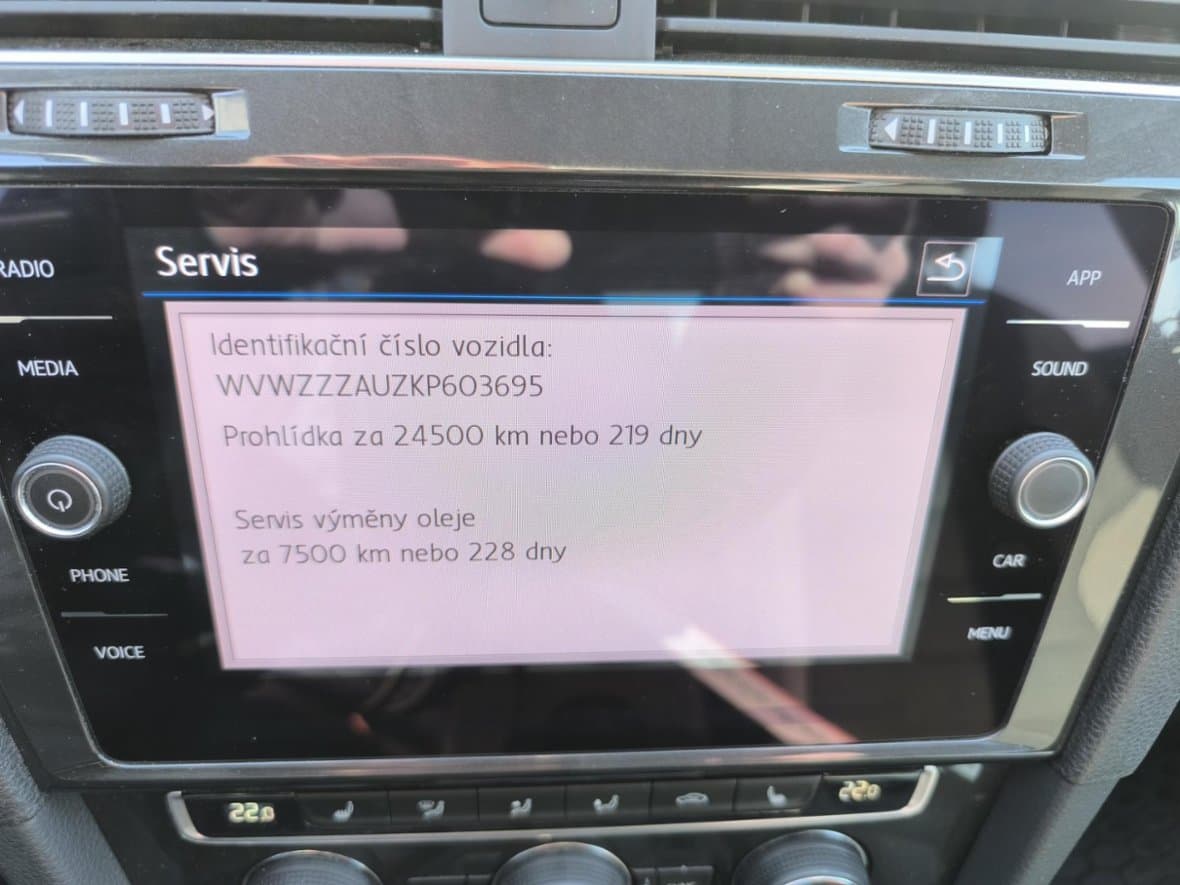 Servis
RADIO
APP
Identifikační číslo vozidla:
MEDIA
SOUND
WVWZZZAUZKP603695
Prohlídka za 24500 km nebo 219 dny
Servis výměny oleje
za 7500 km nebo 228 dny
PHONE
CAR
VOICE
MENU
22.0
22.0